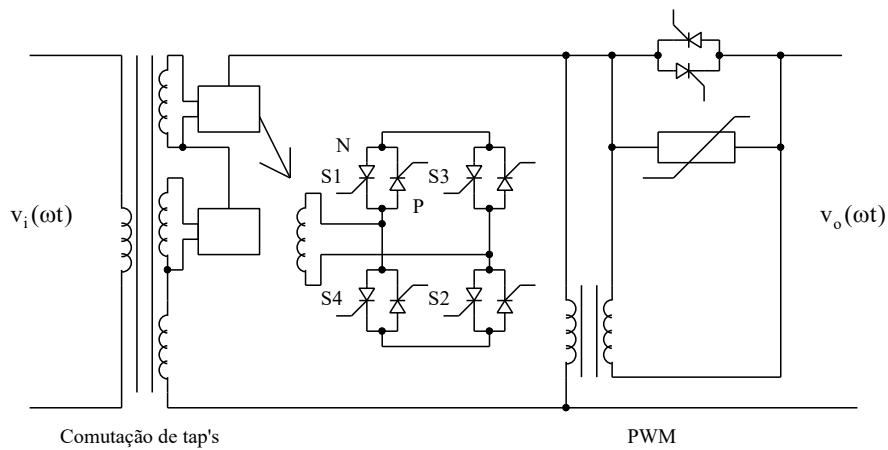 N
S1
S3
P
v_i(ωt)
v_o(ωt)
S4
S2
Comutação de tap's
PWM